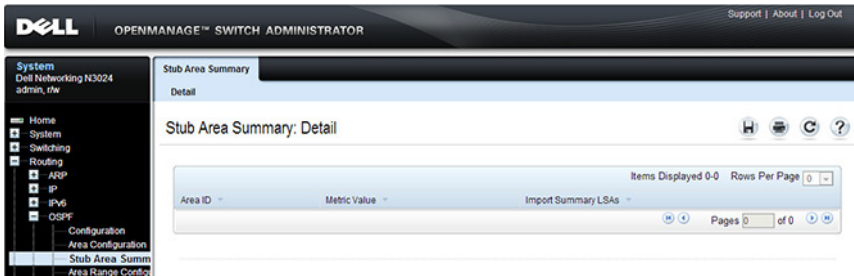 Support | About | Log Out
DELL OPENMANAGE™ SWITCH ADMINISTRATOR
System
Dell Networking N3024
admin, r/w
Home
System
Switching
Routing
ARP
IP
IPv6
OSPF
Configuration
Area Configuration
Stub Area Summ
Area Range Configu
Stub Area Summary
Detail
Stub Area Summary: Detail
Items Displayed 0-0 Rows Per Page 0
Area ID Metric Value Import Summary LSAs
Pages 0 of 0